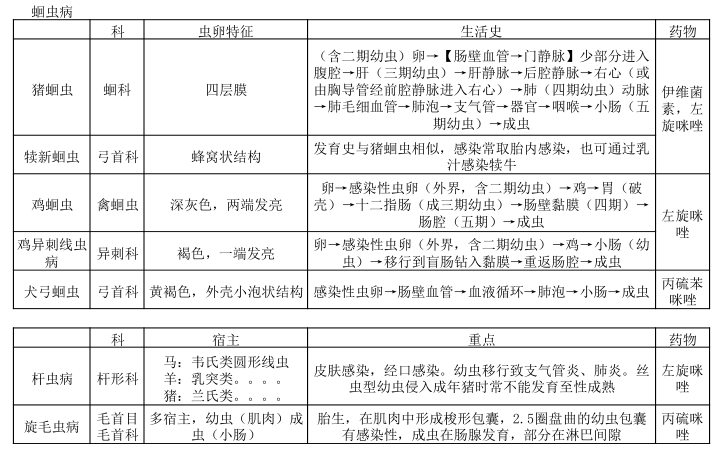 蛔虫病
科 虫卵特征 生活史 药物
猪蛔虫 蛔科 四层膜
（含二期幼虫）卵→【肠壁血管→门静脉】少部分进入
腹腔→肝（三期幼虫）→肝静脉→后腔静脉→右心（或
由胸导管经前腔静脉进入右心）→肺（四期幼虫）动脉
→肺毛细血管→肺泡→支气管→器官→咽喉→小肠（五
期幼虫）→成虫
伊维菌
素，左
旋咪唑
犊新蛔虫 弓首科 蜂窝状结构
发育史与猪蛔虫相似，感染常取胎内感染，也可通过乳
汁感染犊牛
鸡蛔虫 禽蛔虫 深灰色，两端发亮
卵→感染性虫卵（外界，含二期幼虫）→鸡→胃（破
壳）→十二指肠（成三期幼虫）→肠壁黏膜（四期）→
肠腔（五期）→成虫
左旋咪
唑
鸡异刺线虫
病
异刺科 褐色，一端发亮
卵→感染性虫卵（外界，含二期幼虫）→鸡→小肠（幼
虫）→移行到盲肠钻入黏膜→重返肠腔→成虫
犬弓蛔虫 弓首科 黄褐色，外壳小泡状结构 感染性虫卵→肠壁血管→血液循环→肺泡→小肠→成虫
丙硫苯
咪唑
科 宿主 重点 药物
杆虫病 杆形科
马：韦氏类圆形线虫
羊：乳突类。。。。
猪：兰氏类。。。。
皮肤感染，经口感染。幼虫移行致支气管炎、肺炎。丝
虫型幼虫侵入成年猪时常不能发育至性成熟
左旋咪
唑
旋毛虫病
毛首目
毛首科
多宿主，幼虫（肌肉）成
虫（小肠）
胎生，在肌肉中形成梭形包囊，2.5圈盘曲的幼虫包囊
有感染性，成虫在肠腺发育，部分在淋巴间隙
丙硫咪
唑